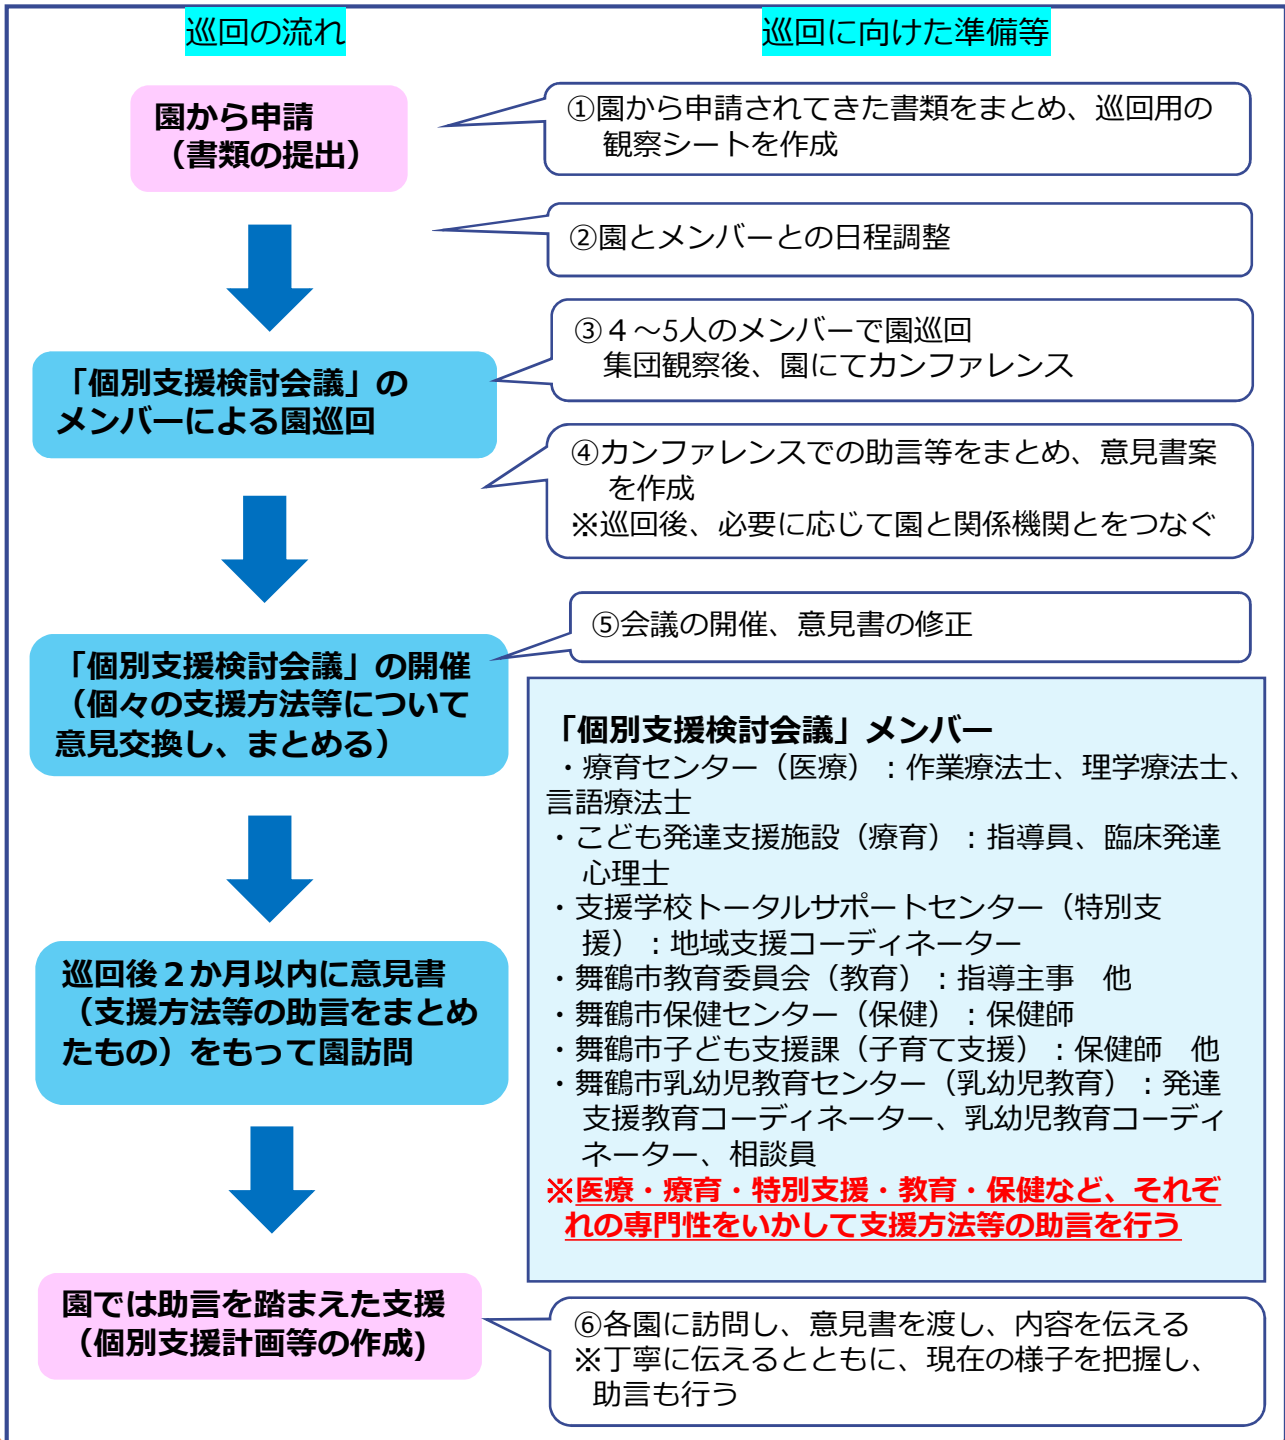 巡回の流れ
巡回に向けた準備等
園から申請
（書類の提出）
①園から申請されてきた書類をまとめ、巡回用の
観察シートを作成
②園とメンバーとの日程調整
③４～5人のメンバーで園巡回
集団観察後、園にてカンファレンス
「個別支援検討会議」の
メンバーによる園巡回
④カンファレンスでの助言等をまとめ、意見書案
を作成
※巡回後、必要に応じて園と関係機関とをつなぐ
⑤会議の開催、意見書の修正
「個別支援検討会議」の開催
（個々の支援方法等について
意見交換し、まとめる）
「個別支援検討会議」メンバー
・療育センター（医療）：作業療法士、理学療法士、
言語療法士
・こども発達支援施設（療育）：指導員、臨床発達
心理士
・支援学校トータルサポートセンター（特別支
援）：地域支援コーディネーター
・舞鶴市教育委員会（教育）：指導主事　他
・舞鶴市保健センター（保健）：保健師
・舞鶴市子ども支援課（子育て支援）：保健師　他
・舞鶴市乳幼児教育センター（乳幼児教育）：発達
支援教育コーディネーター、乳幼児教育コーディ
ネーター、相談員
※医療・療育・特別支援・教育・保健など、それぞ
れの専門性をいかして支援方法等の助言を行う
巡回後２か月以内に意見書
（支援方法等の助言をまとめ
たもの）をもって園訪問
園では助言を踏まえた支援
（個別支援計画等の作成)
⑥各園に訪問し、意見書を渡し、内容を伝える
※丁寧に伝えるとともに、現在の様子を把握し、
助言も行う